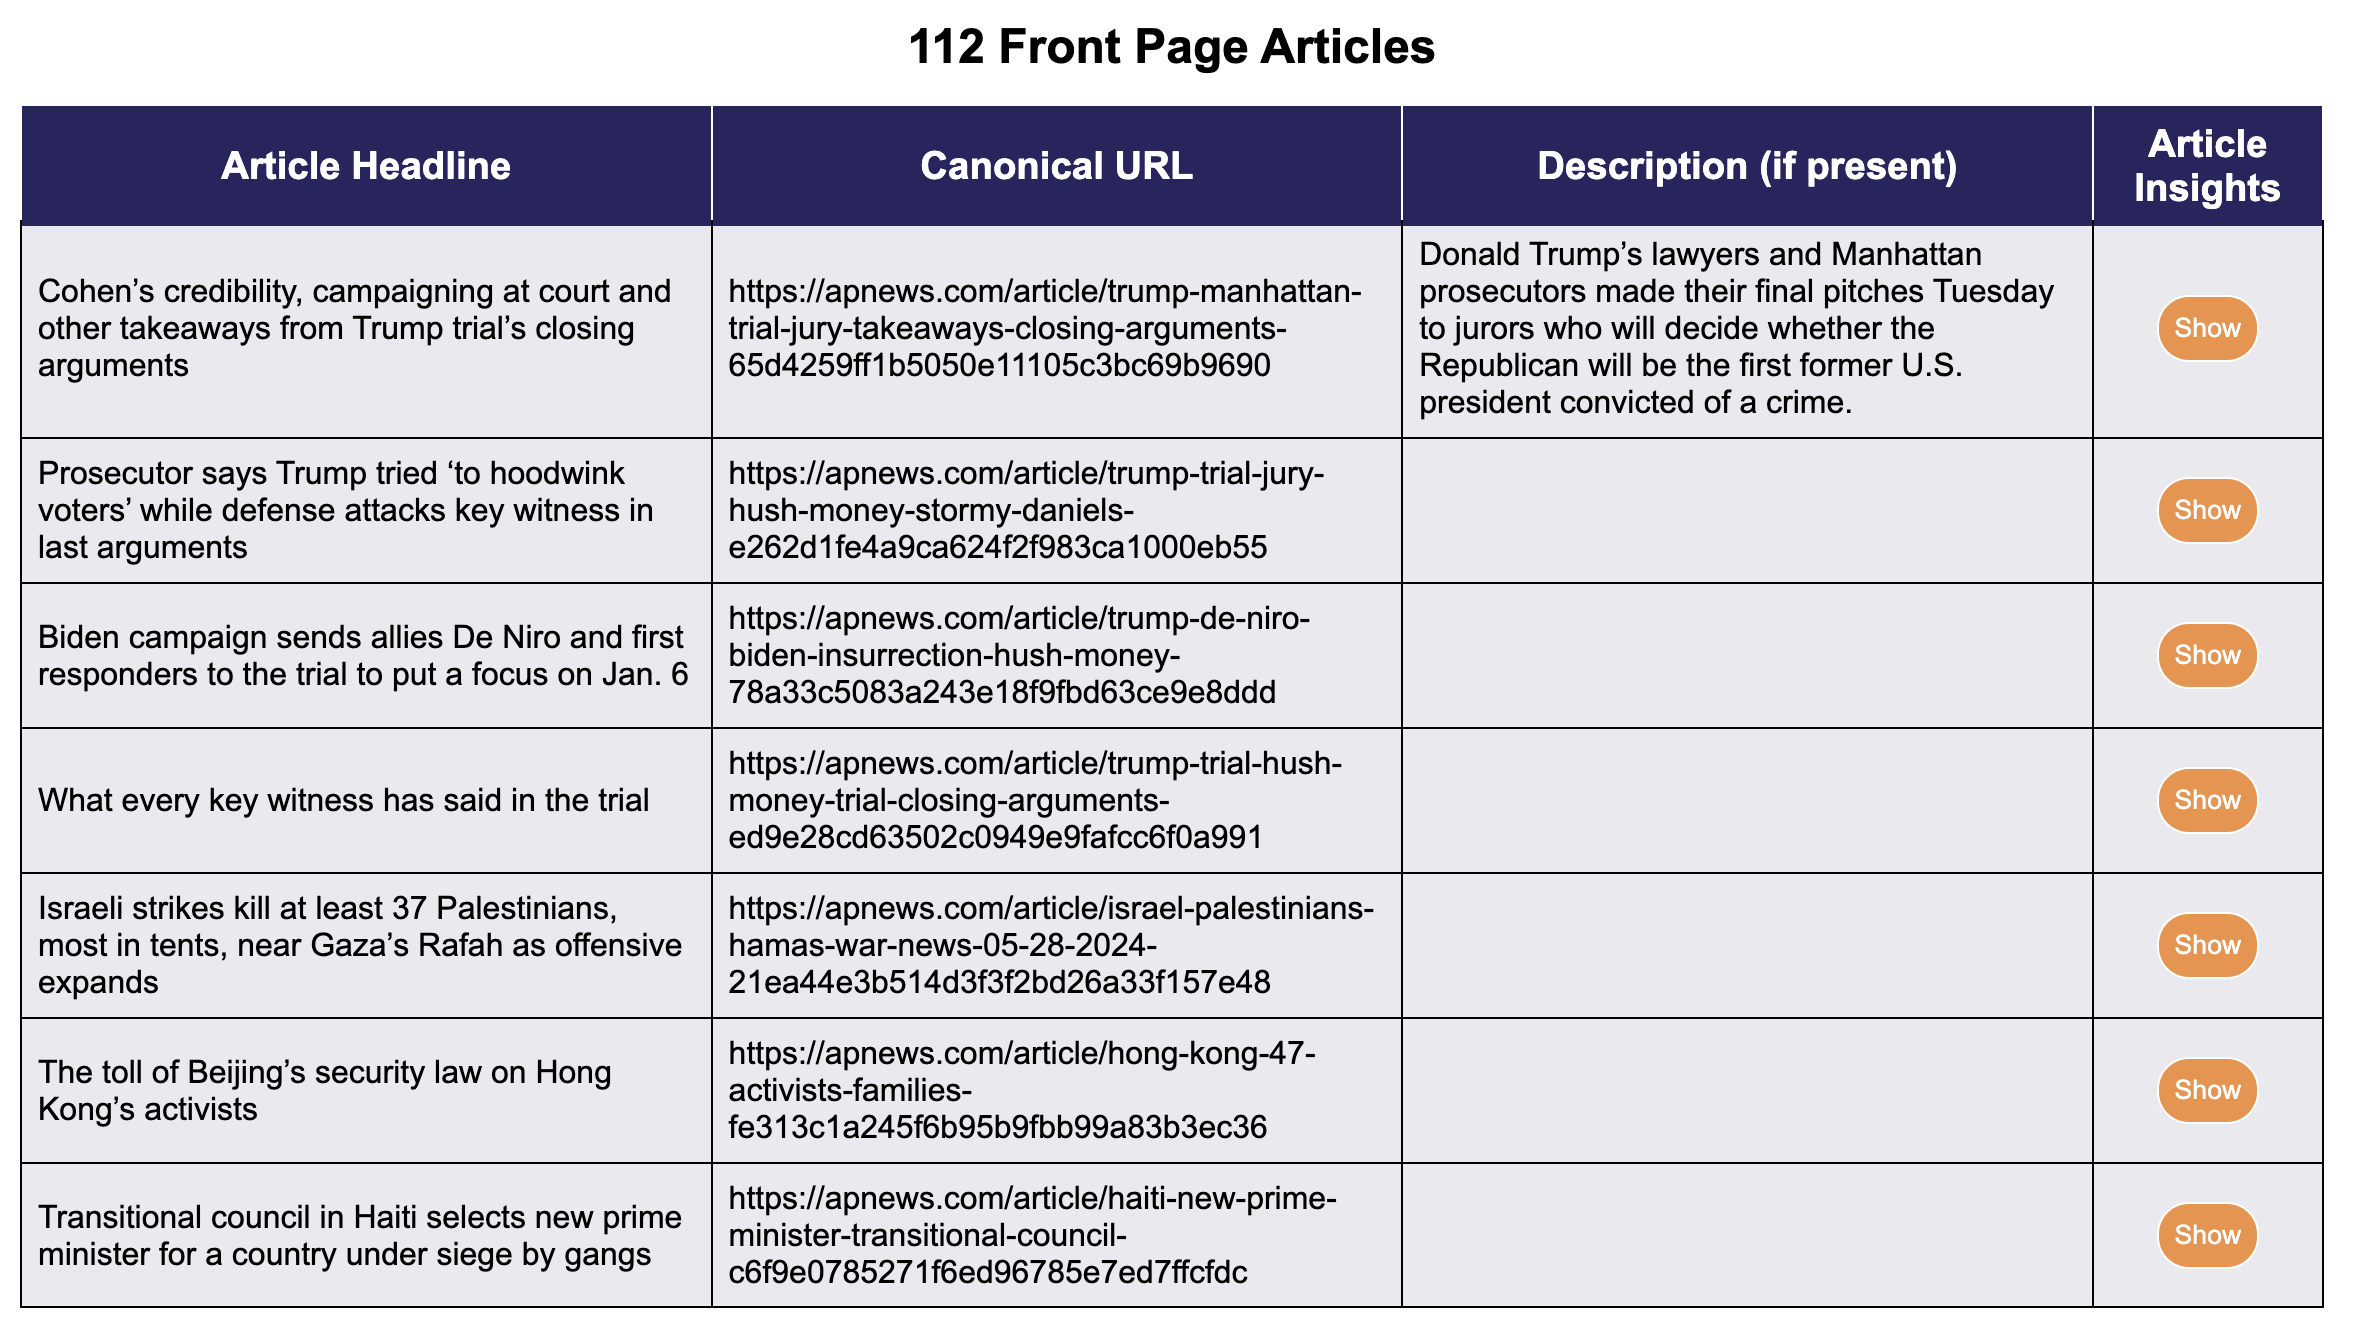 112 Front Page Articles
Article Headline
Canonical URL
Description (if present)
Article
Insights
Cohen’s credibility, campaigning at court and
other takeaways from Trump trial’s closing
arguments
https://apnews.com/article/trump-manhattan-
trial-jury-takeaways-closing-arguments-
65d4259ff1b5050e11105c3bc69b9690
Donald Trump’s lawyers and Manhattan
prosecutors made their final pitches Tuesday
to jurors who will decide whether the
Republican will be the first former U.S.
president convicted of a crime.
Show
Prosecutor says Trump tried ‘to hoodwink
voters’ while defense attacks key witness in
last arguments
https://apnews.com/article/trump-trial-jury-
hush-money-stormy-daniels-
e262d1fe4a9ca624f2f983ca1000eb55
Show
Biden campaign sends allies De Niro and first
responders to the trial to put a focus on Jan. 6
https://apnews.com/article/trump-de-niro-
biden-insurrection-hush-money-
78a33c5083a243e18f9fbd63ce9e8ddd
Show
What every key witness has said in the trial
https://apnews.com/article/trump-trial-hush-
money-trial-closing-arguments-
ed9e28cd63502c0949e9fafcc6f0a991
Show
Israeli strikes kill at least 37 Palestinians,
most in tents, near Gaza’s Rafah as offensive
expands
https://apnews.com/article/israel-palestinians-
hamas-war-news-05-28-2024-
21ea44e3b514d3f3f2bd26a33f157e48
Show
The toll of Beijing’s security law on Hong
Kong’s activists
https://apnews.com/article/hong-kong-47-
activists-families-
fe313c1a245f6b95b9fbb99a83b3ec36
Show
Transitional council in Haiti selects new prime
minister for a country under siege by gangs
https://apnews.com/article/haiti-new-prime-
minister-transitional-council-
c6f9e0785271f6ed96785e7ed7ffcfdc
Show